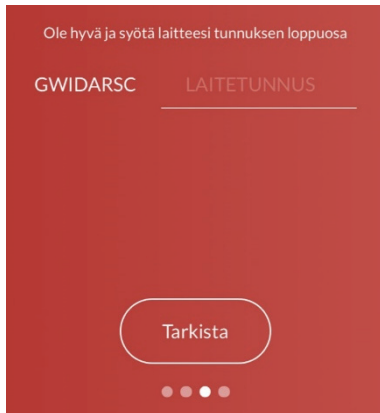 Ole hyvä ja syötä laitteesi tunnuksen loppuosa
GWIDARSC LAITETUNNUS
Tarkista